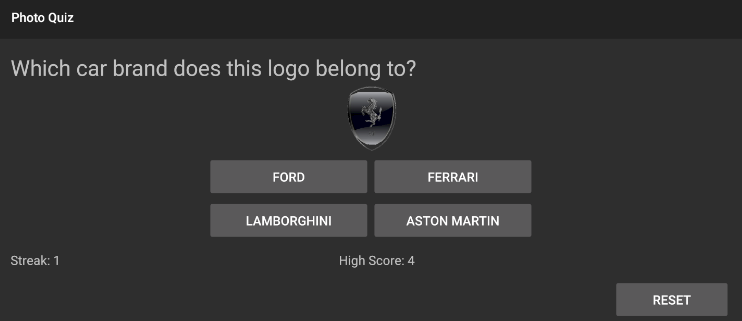 Photo Quiz
Which car brand does this logo belong to?
FORD
FERRARI
LAMBORGHINI
ASTON MARTIN
Streak: 1
High Score: 4
RESET